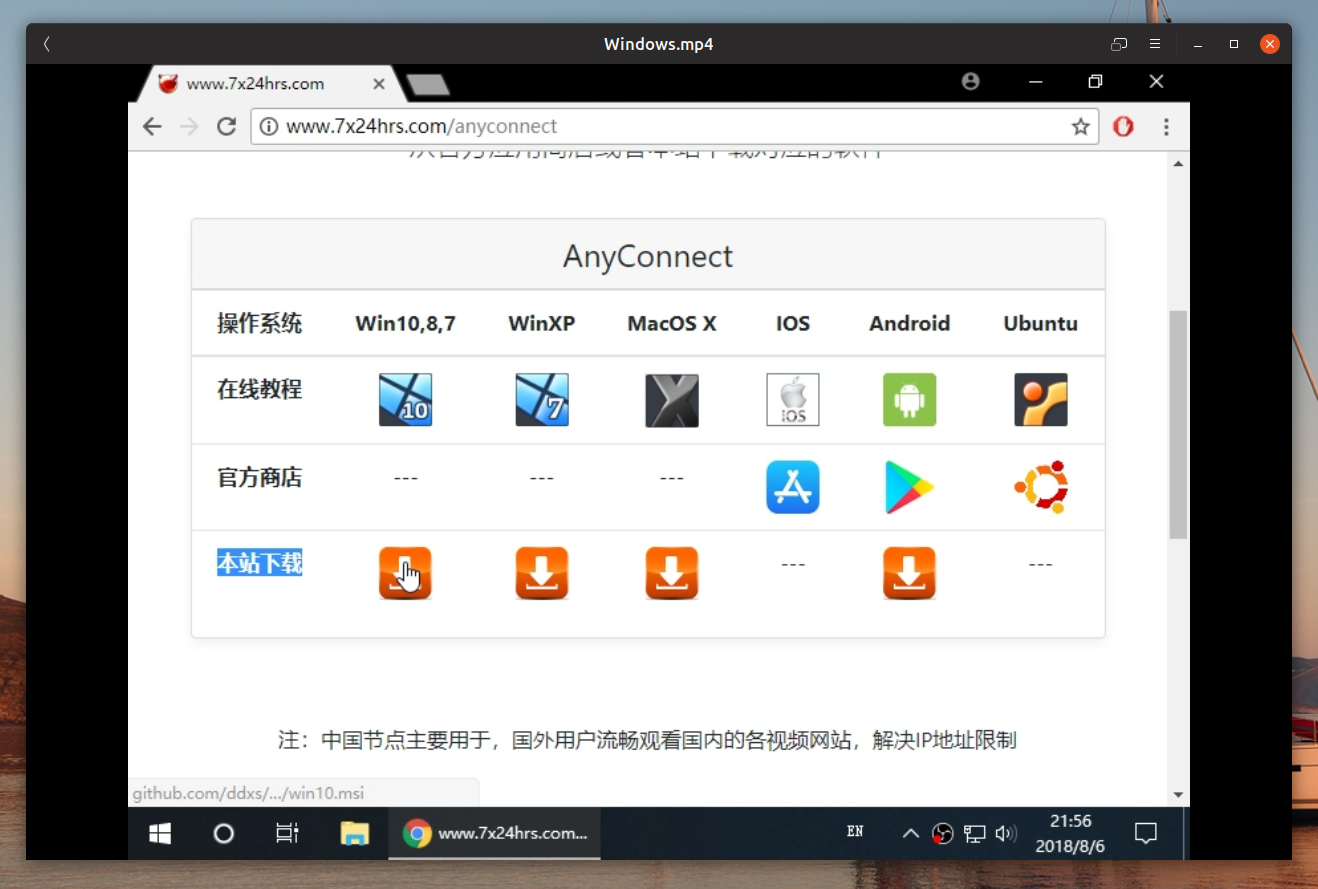 Windows.mp4
www.7x24hrs.com
www.7x24hrs.com/anyconnect
AnyConnect
操作系统 Win10,8,7 WinXP MacOS X IOS Android Ubuntu
在线教程 10 7 X iOS
官方商店 --- --- ---
本站下载 --- ---
注：中国节点主要用于，国外用户流畅观看国内的各视频网站，解决IP地址限制
github.com/ddxs/.../win10.msi
www.7x24hrs.com...
EN
21:56
2018/8/6